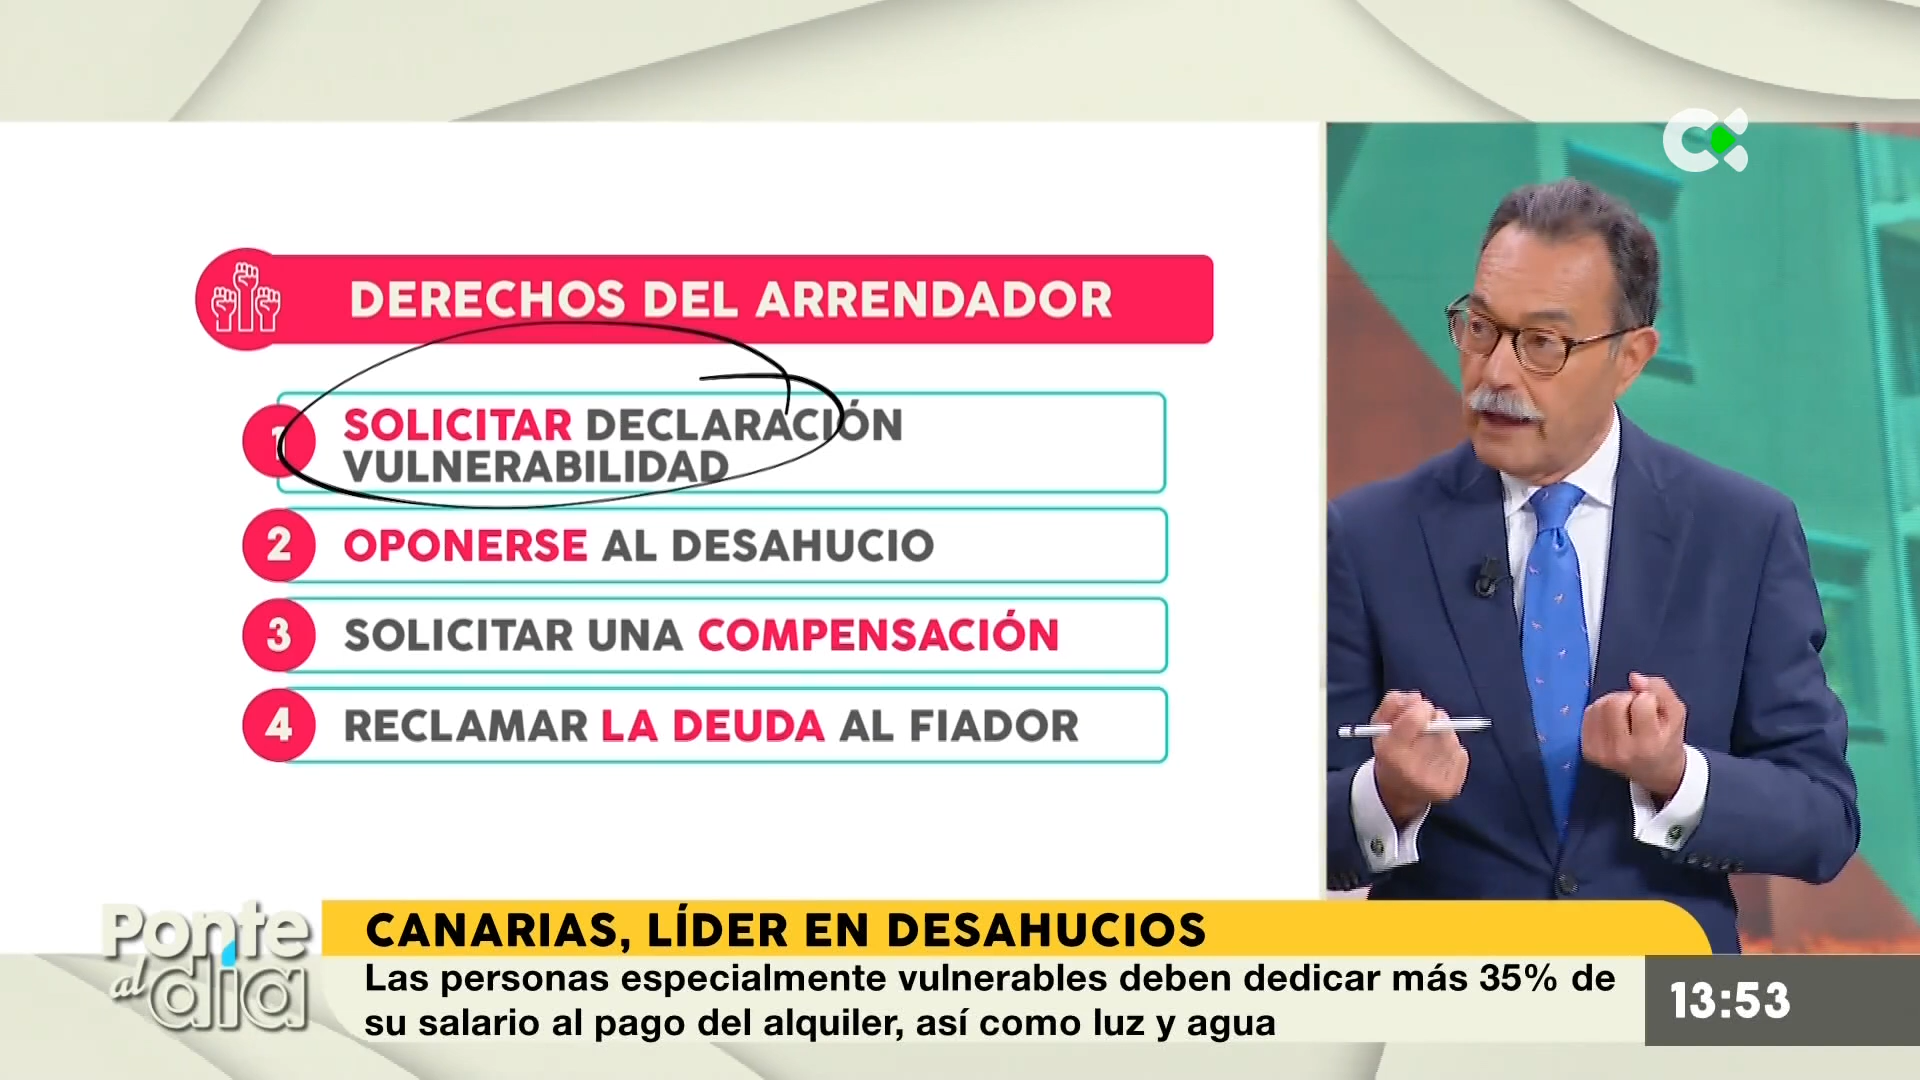 DERECHOS DEL ARRENDADOR
1 SOLICITAR DECLARACIÓN
VULNERABILIDAD
2 OPONERSE AL DESAHUCIO
3 SOLICITAR UNA COMPENSACIÓN
4 RECLAMAR LA DEUDA AL FIADOR
Ponte
al día
CANARIAS, LÍDER EN DESAHUCIOS
Las personas especialmente vulnerables deben dedicar más 35% de
su salario al pago del alquiler, así como luz y agua
13:53